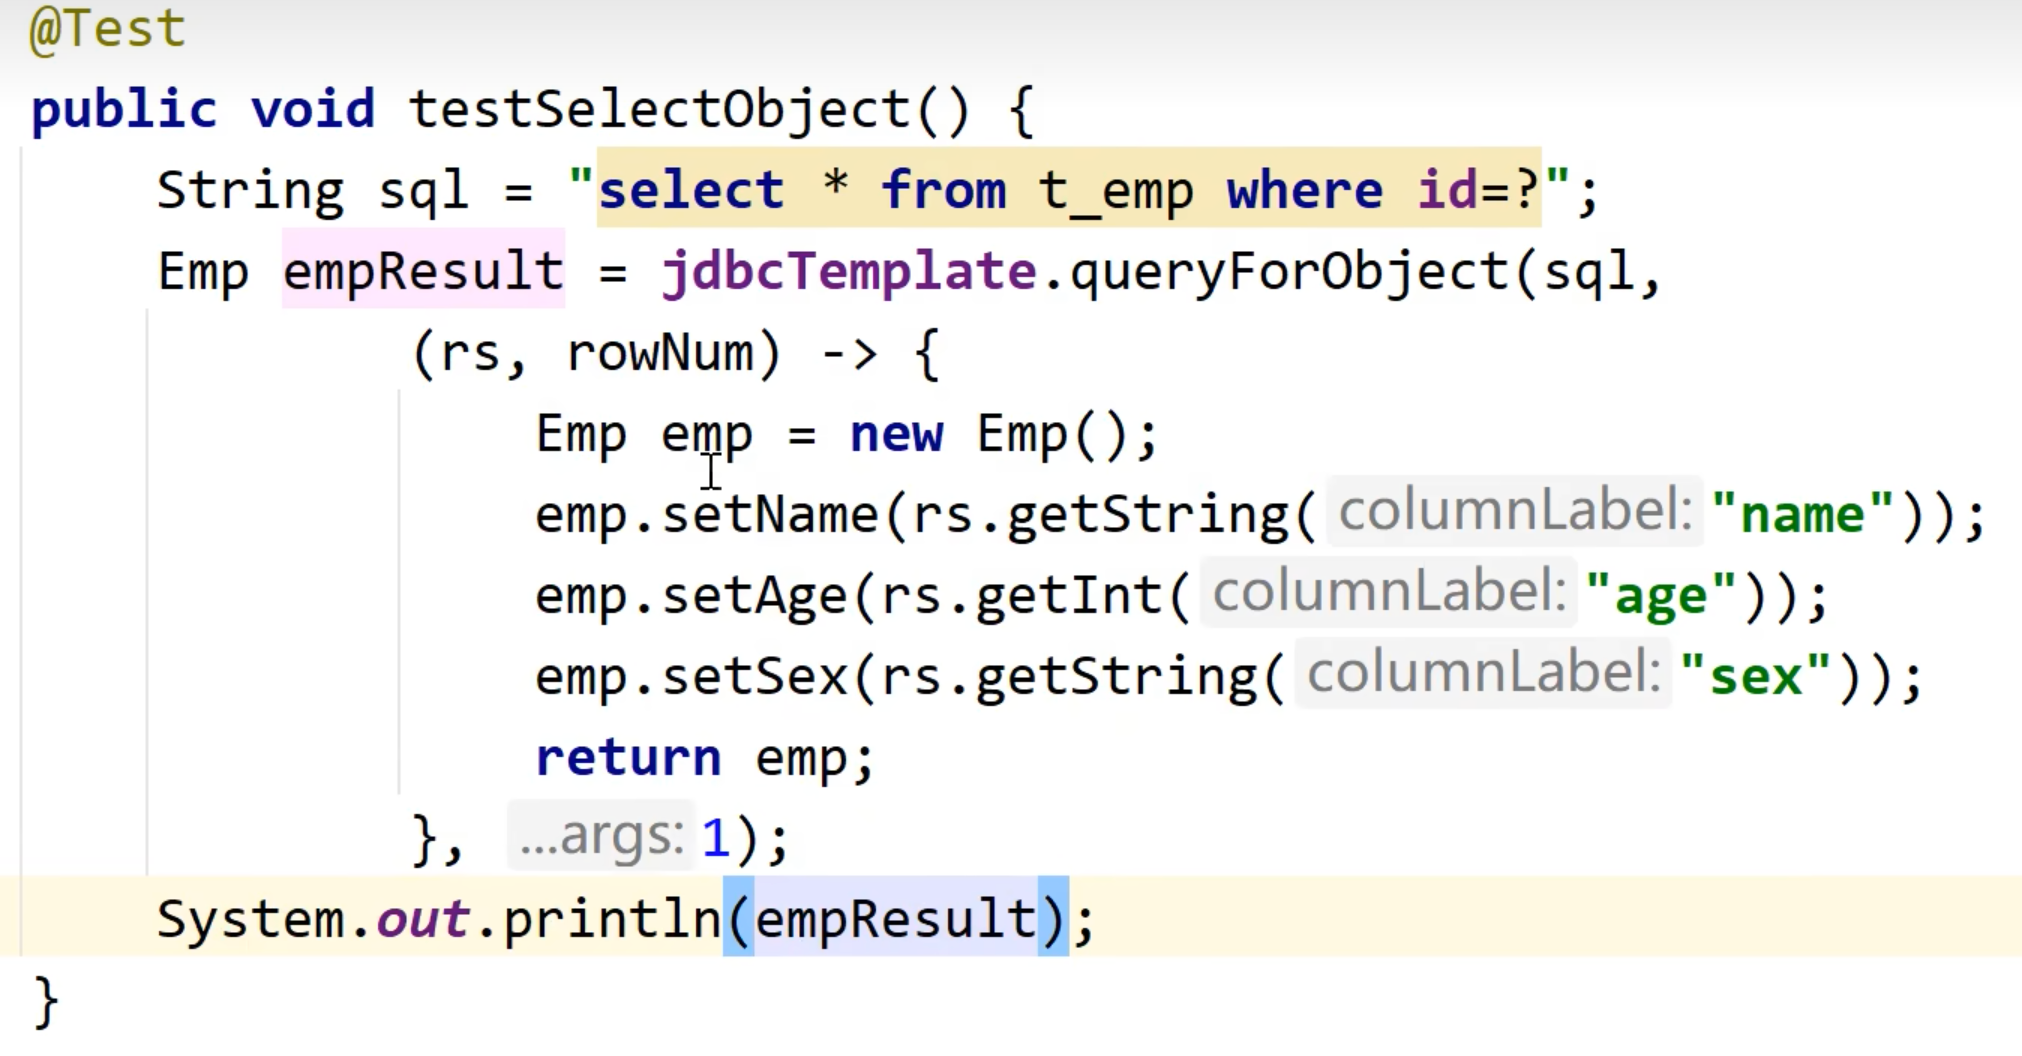 @Test
public void testSelectObject() {
String sql = "select * from t_emp where id=?";
Emp empResult = jdbcTemplate.queryForObject(sql,
(rs, rowNum) -> {
Emp emp = new Emp();
emp.setName(rs.getString( columnLabel: "name"));
emp.setAge(rs.getInt( columnLabel: "age"));
emp.setSex(rs.getString( columnLabel: "sex"));
return emp;
}, ...args: 1);
System.out.println(empResult);
}